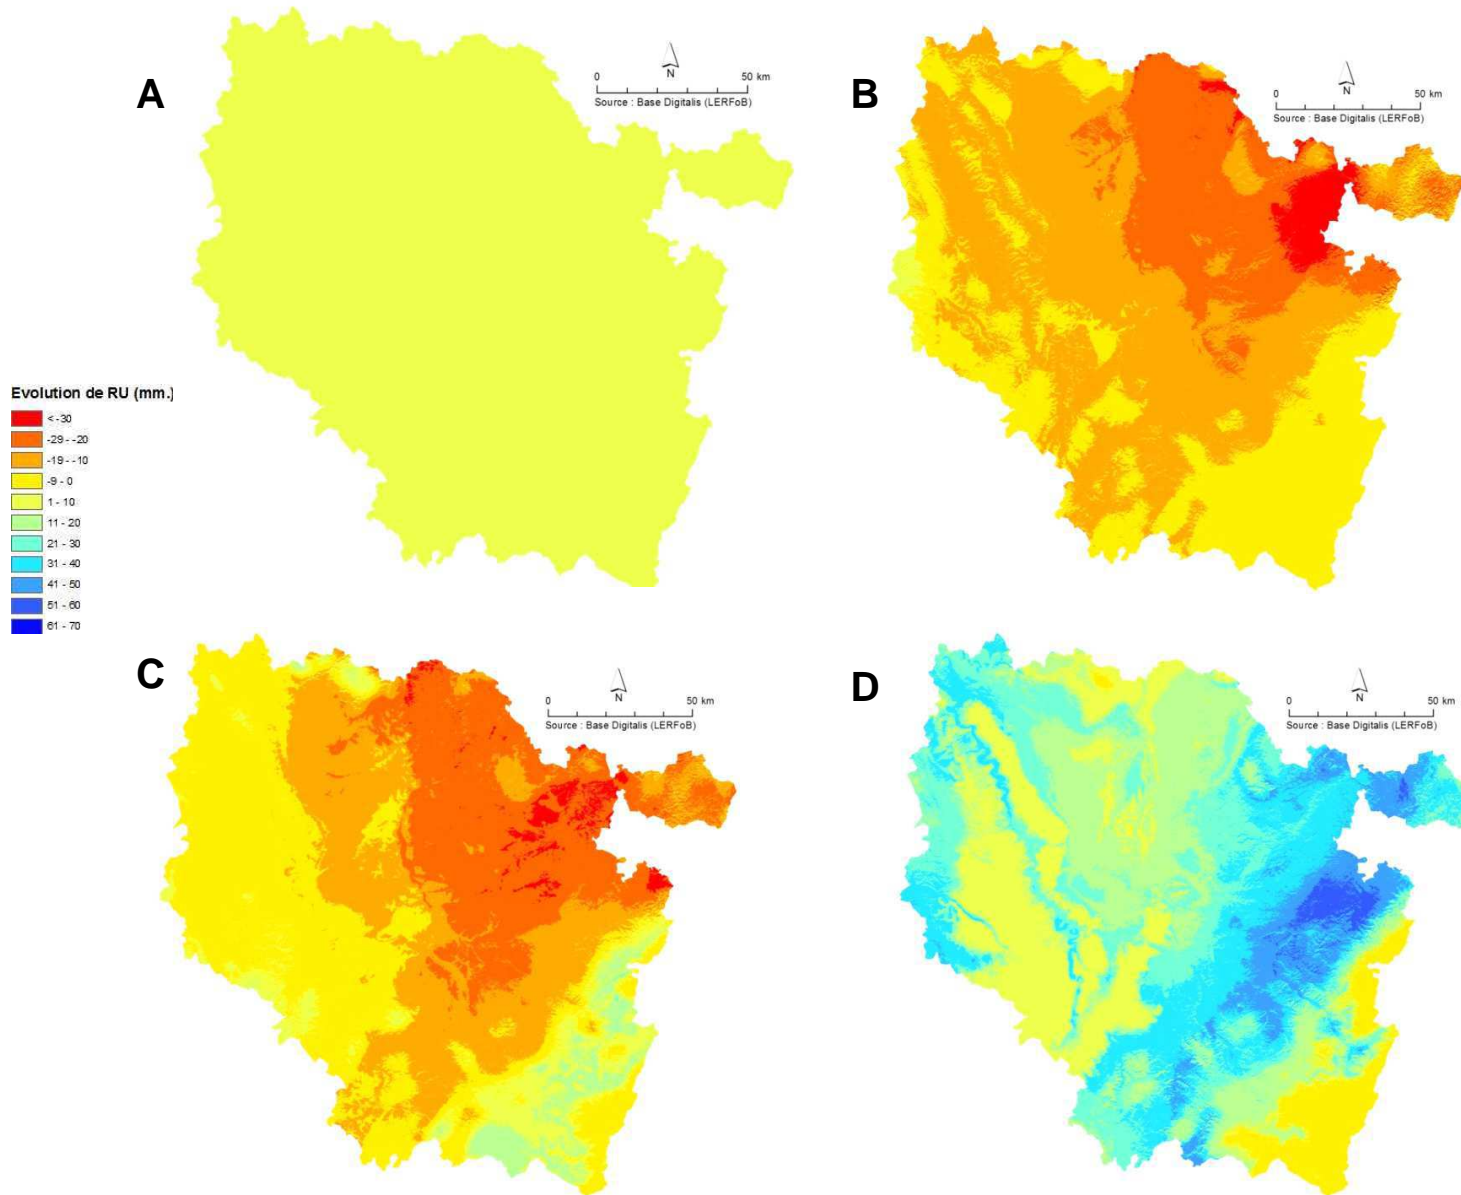 A
N
0 50 km
Source : Base Digitalis (LERFoB)
B
N
0 50 km
Source : Base Digitalis (LERFoB)
Evolution de RU (mm.)
< -30
-29 - -20
-19 - -10
-9 - 0
1 - 10
11 - 20
21 - 30
31 - 40
41 - 50
51 - 60
61 - 70
C
N
0 50 km
Source : Base Digitalis (LERFoB)
D
N
0 50 km
Source : Base Digitalis (LERFoB)